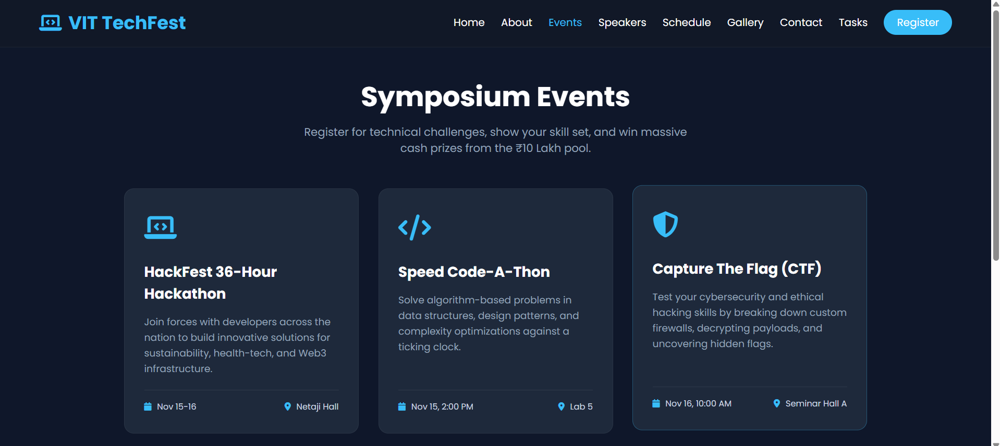 VIT TechFest
Home About Events Speakers Schedule Gallery Contact Tasks Register
Symposium Events
Register for technical challenges, show your skill set, and win massive
cash prizes from the ₹10 Lakh pool.
HackFest 36-Hour
Hackathon
Join forces with developers across the
nation to build innovative solutions for
sustainability, health-tech, and Web3
infrastructure.
Nov 15-16 Netaji Hall
Speed Code-A-Thon
Solve algorithm-based problems in
data structures, design patterns, and
complexity optimizations against a
ticking clock.
Nov 15, 2:00 PM Lab 5
Capture The Flag (CTF)
Test your cybersecurity and ethical
hacking skills by breaking down custom
firewalls, decrypting payloads, and
uncovering hidden flags.
Nov 16, 10:00 AM Seminar Hall A